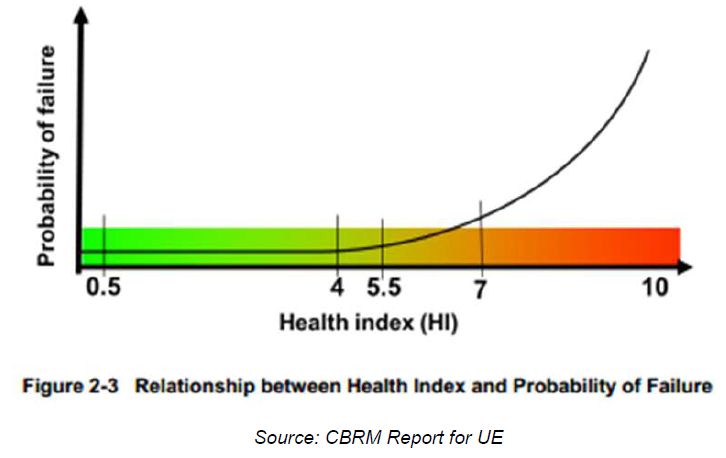 Probability of failure
0.5 4 5.5 7 10
Health index (HI)
Figure 2-3 Relationship between Health Index and Probability of Failure
Source: CBRM Report for UE